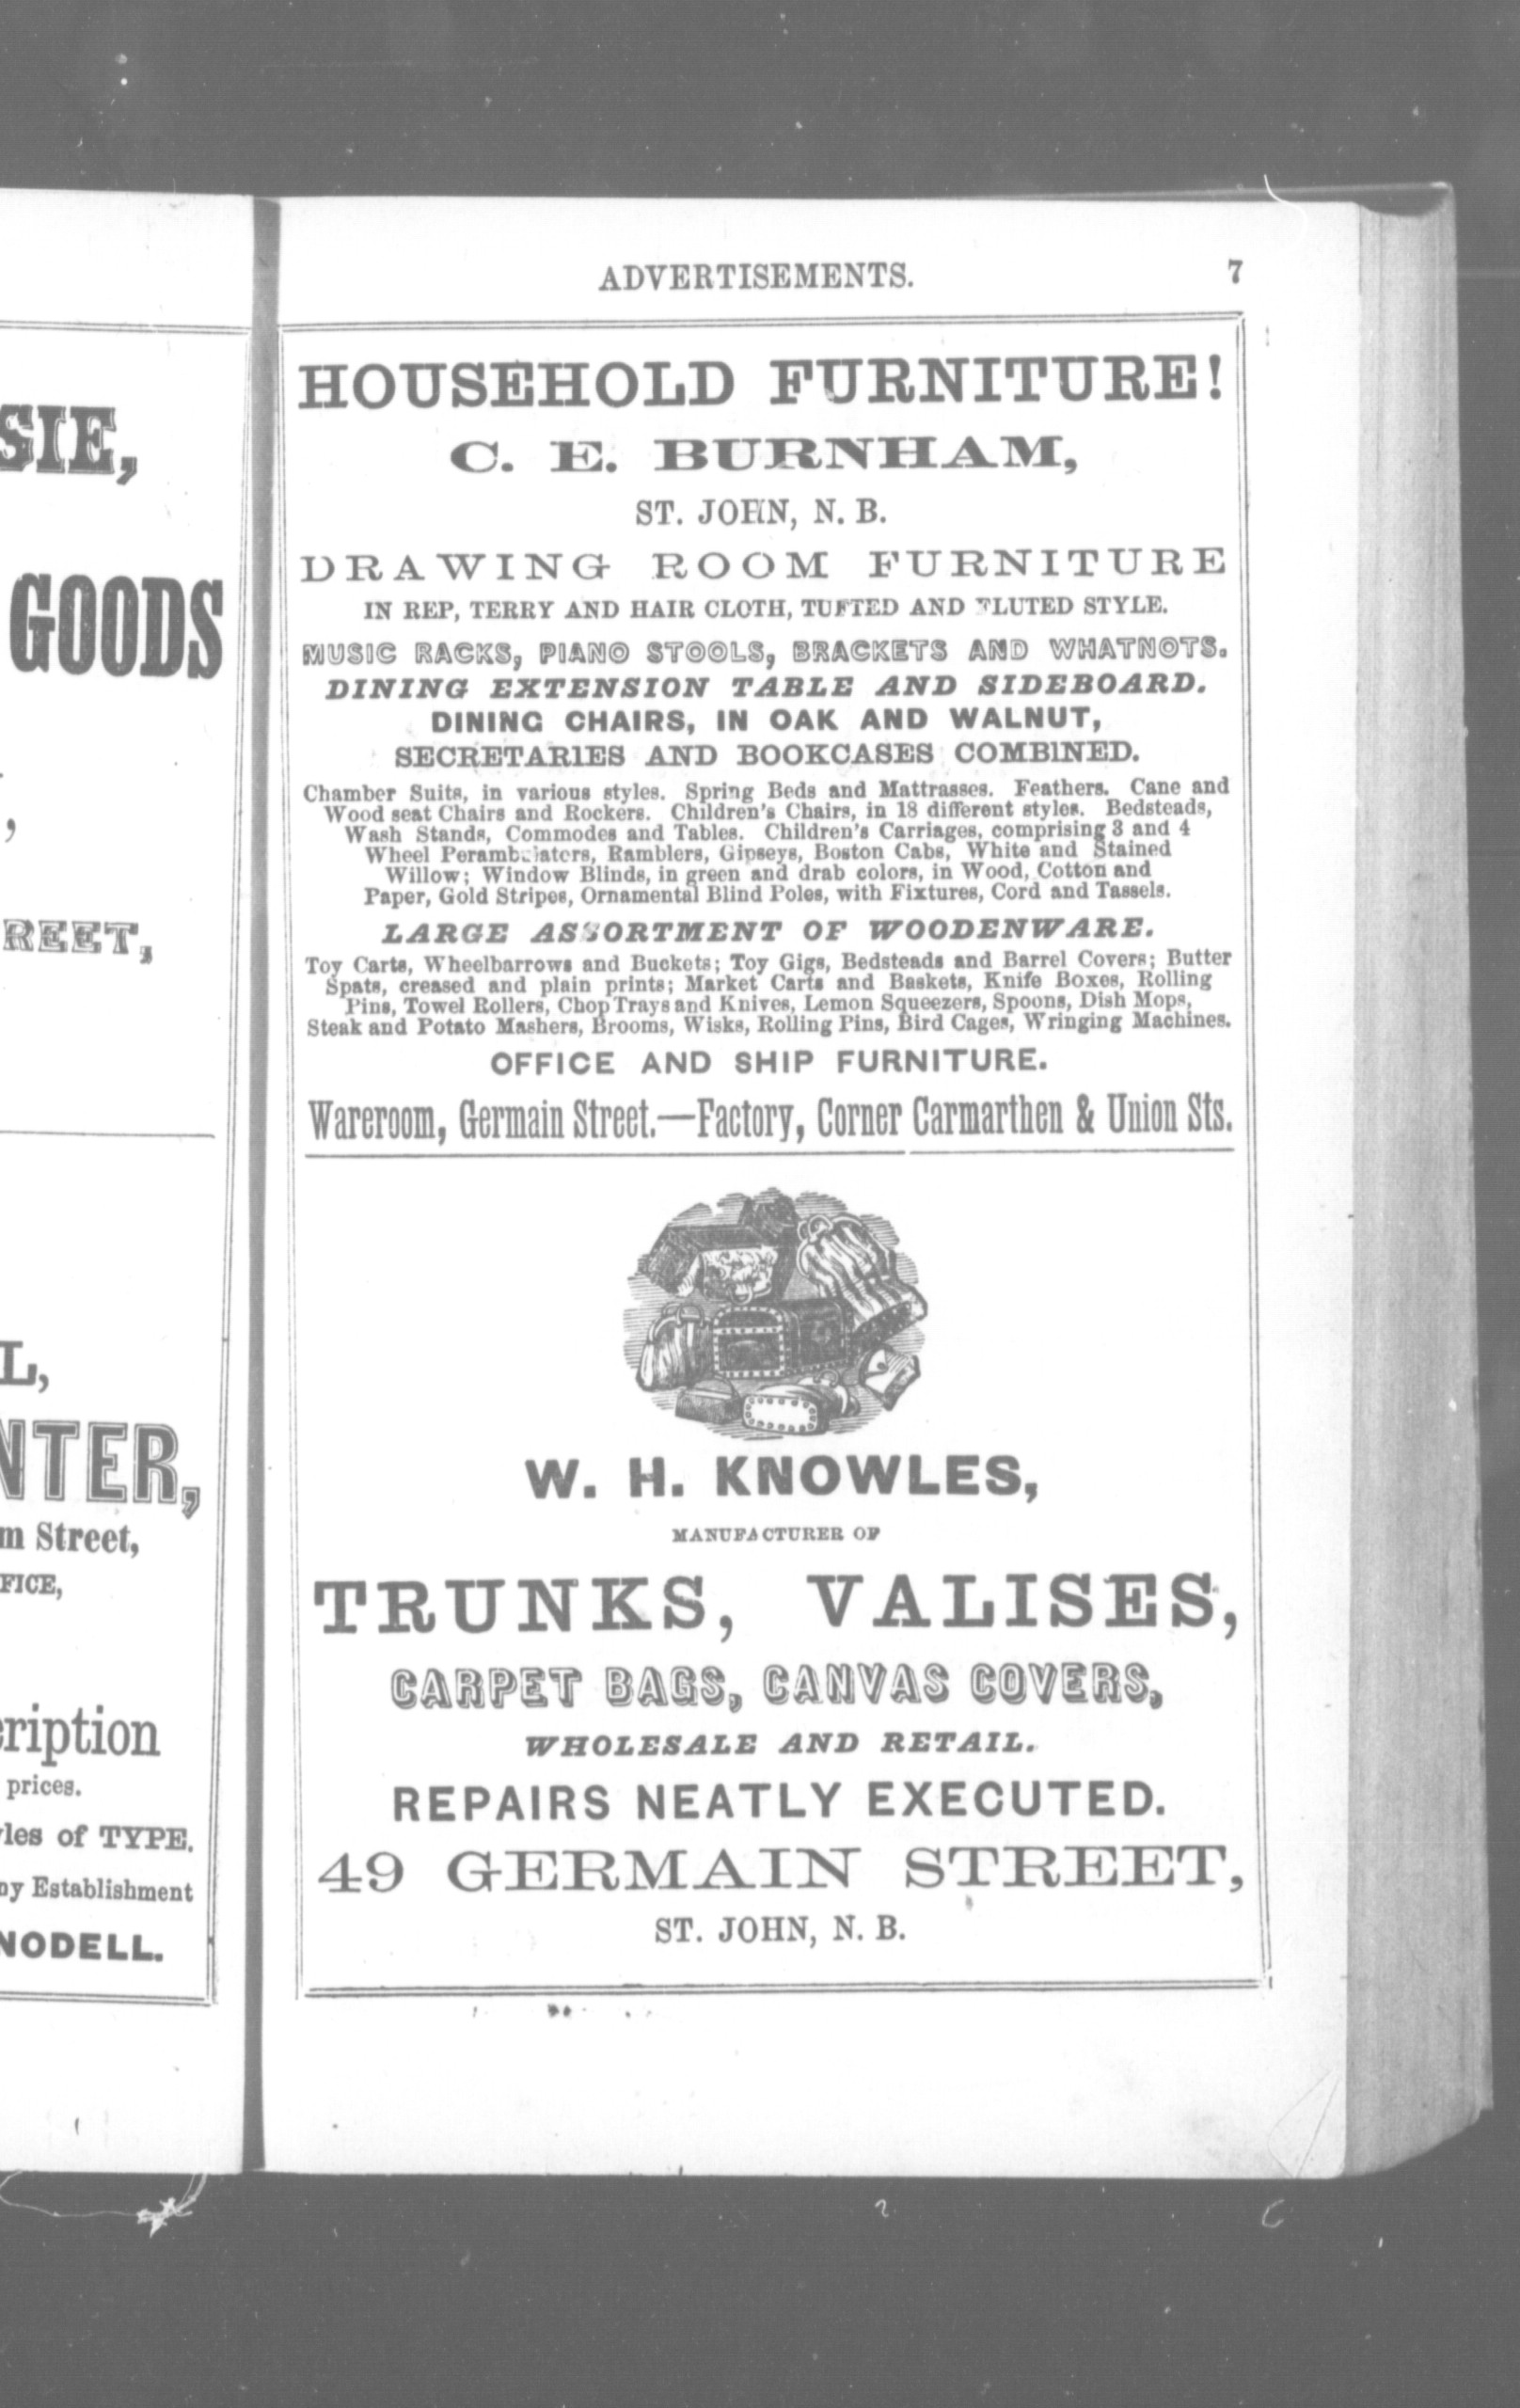 SIE,
GOODS
REET,
L,
NTER,
m Street,
FICE,
cription
prices.
les of TYPE.
ny Establishment
NODELL.
ADVERTISEMENTS. 7
HOUSEHOLD FURNITURE!
C. E. BURNHAM,
ST. JOHN, N. B.
DRAWING ROOM FURNITURE
IN REP, TERRY AND HAIR CLOTH, TUFTED AND FLUTED STYLE.
MUSIC RACKS, PIANO STOOLS, BRACKETS AND WHATNOTS.
DINING EXTENSION TABLE AND SIDEBOARD.
DINING CHAIRS, IN OAK AND WALNUT,
SECRETARIES AND BOOKCASES COMBINED.
Chamber Suits, in various styles. Spring Beds and Mattrasses. Feathers. Cane and
Wood seat Chairs and Rockers. Children's Chairs, in 18 different styles. Bedsteads,
Wash Stands, Commodes and Tables. Children's Carriages, comprising 3 and 4
Wheel Perambulators, Ramblers, Gipseys, Boston Cabs, White and Stained
Willow; Window Blinds, in green and drab colors, in Wood, Cotton and
Paper, Gold Stripes, Ornamental Blind Poles, with Fixtures, Cord and Tassels.
LARGE ASSORTMENT OF WOODENWARE.
Toy Carts, Wheelbarrows and Buckets; Toy Gigs, Bedsteads and Barrel Covers; Butter
Spats, creased and plain prints; Market Carts and Baskets, Knife Boxes, Rolling
Pins, Towel Rollers, Chop Trays and Knives, Lemon Squeezers, Spoons, Dish Mops,
Steak and Potato Mashers, Brooms, Wisks, Rolling Pins, Bird Cages, Wringing Machines.
OFFICE AND SHIP FURNITURE.
Wareroom, Germain Street.—Factory, Corner Carmarthen & Union Sts.
W. H. KNOWLES,
MANUFACTURER OF
TRUNKS, VALISES,
CARPET BAGS, CANVAS COVERS,
WHOLESALE AND RETAIL.
REPAIRS NEATLY EXECUTED.
49 GERMAIN STREET,
ST. JOHN, N. B.